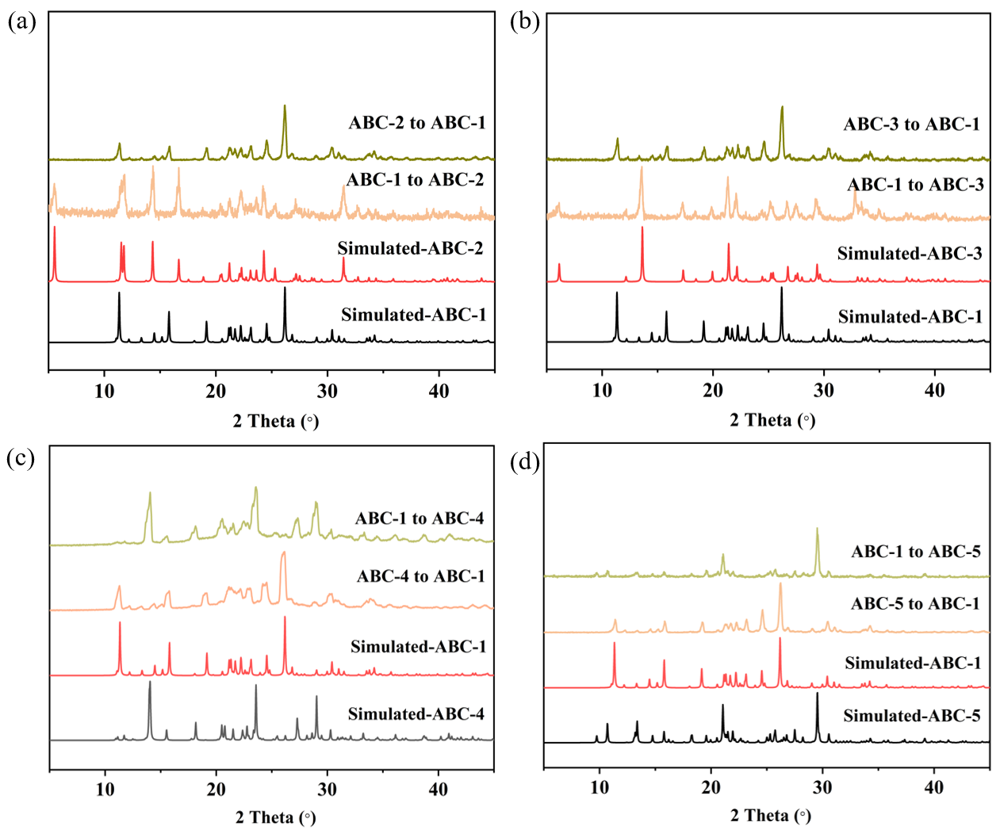 (a)
ABC-2 to ABC-1
ABC-1 to ABC-2
Simulated-ABC-2
Simulated-ABC-1
10 20 30 40
2 Theta (°)
(b)
ABC-3 to ABC-1
ABC-1 to ABC-3
Simulated-ABC-3
Simulated-ABC-1
10 20 30 40
2 Theta (°)
(c)
ABC-1 to ABC-4
ABC-4 to ABC-1
Simulated-ABC-1
Simulated-ABC-4
10 20 30 40
2 Theta (°)
(d)
ABC-1 to ABC-5
ABC-5 to ABC-1
Simulated-ABC-1
Simulated-ABC-5
10 20 30 40
2 Theta (°)